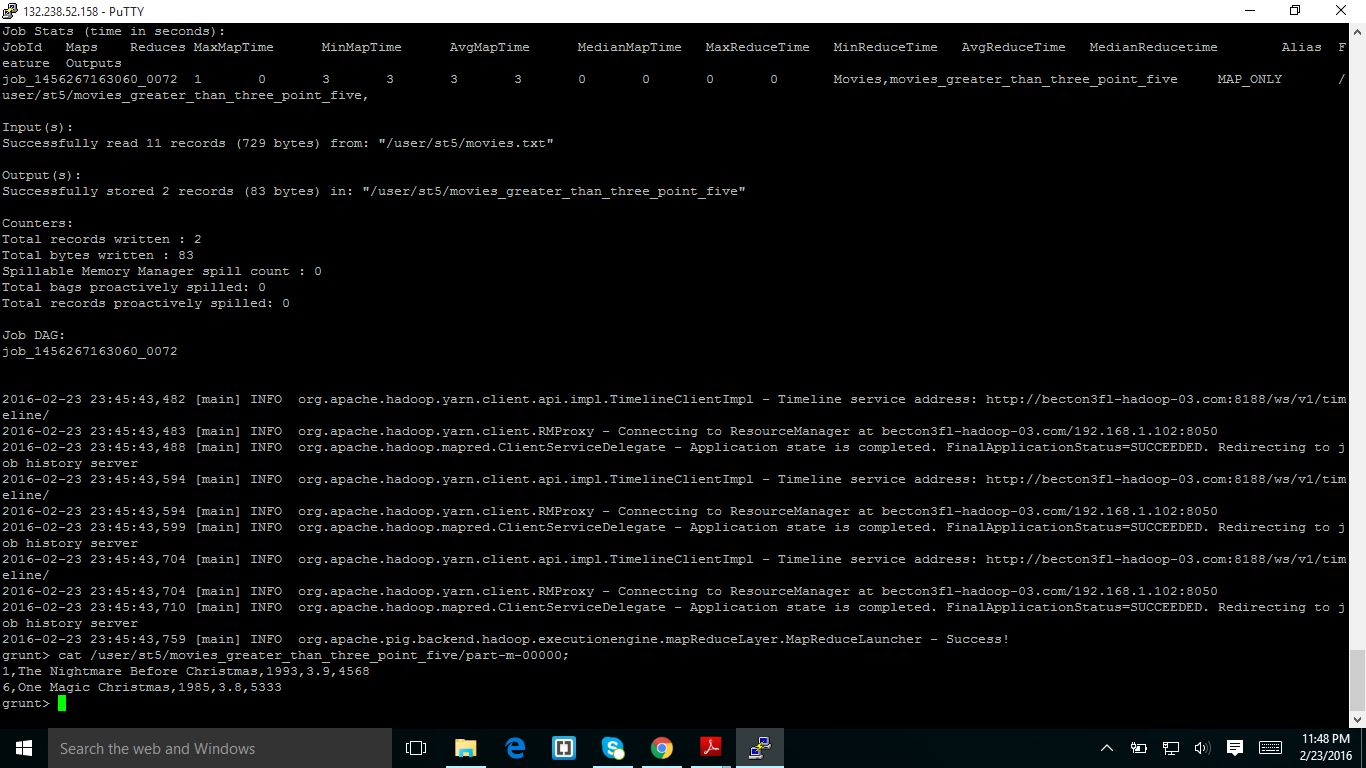 132.238.52.158 - PuTTY
Job Stats (time in seconds):
JobId Maps Reduces MaxMapTime MinMapTime AvgMapTime MedianMapTime MaxReduceTime MinReduceTime AvgReduceTime MedianReducetime Alias F
eature Outputs
job_1456267163060_0072 1 0 3 3 3 3 0 0 0 0 Movies,movies_greater_than_three_point_five MAP_ONLY /
user/st5/movies_greater_than_three_point_five,
Input(s):
Successfully read 11 records (729 bytes) from: "/user/st5/movies.txt"
Output(s):
Successfully stored 2 records (83 bytes) in: "/user/st5/movies_greater_than_three_point_five"
Counters:
Total records written : 2
Total bytes written : 83
Spillable Memory Manager spill count : 0
Total bags proactively spilled: 0
Total records proactively spilled: 0
Job DAG:
job_1456267163060_0072
2016-02-23 23:45:43,482 [main] INFO org.apache.hadoop.yarn.client.api.impl.TimelineClientImpl - Timeline service address: http://becton3fl-hadoop-03.com:8188/ws/v1/tim
eline/
2016-02-23 23:45:43,483 [main] INFO org.apache.hadoop.yarn.client.RMProxy - Connecting to ResourceManager at becton3fl-hadoop-03.com/192.168.1.102:8050
2016-02-23 23:45:43,488 [main] INFO org.apache.hadoop.mapred.ClientServiceDelegate - Application state is completed. FinalApplicationStatus=SUCCEEDED. Redirecting to j
ob history server
2016-02-23 23:45:43,594 [main] INFO org.apache.hadoop.yarn.client.api.impl.TimelineClientImpl - Timeline service address: http://becton3fl-hadoop-03.com:8188/ws/v1/tim
eline/
2016-02-23 23:45:43,594 [main] INFO org.apache.hadoop.yarn.client.RMProxy - Connecting to ResourceManager at becton3fl-hadoop-03.com/192.168.1.102:8050
2016-02-23 23:45:43,599 [main] INFO org.apache.hadoop.mapred.ClientServiceDelegate - Application state is completed. FinalApplicationStatus=SUCCEEDED. Redirecting to j
ob history server
2016-02-23 23:45:43,704 [main] INFO org.apache.hadoop.yarn.client.api.impl.TimelineClientImpl - Timeline service address: http://becton3fl-hadoop-03.com:8188/ws/v1/tim
eline/
2016-02-23 23:45:43,704 [main] INFO org.apache.hadoop.yarn.client.RMProxy - Connecting to ResourceManager at becton3fl-hadoop-03.com/192.168.1.102:8050
2016-02-23 23:45:43,710 [main] INFO org.apache.hadoop.mapred.ClientServiceDelegate - Application state is completed. FinalApplicationStatus=SUCCEEDED. Redirecting to j
ob history server
2016-02-23 23:45:43,759 [main] INFO org.apache.pig.backend.hadoop.executionengine.mapReduceLayer.MapReduceLauncher - Success!
grunt> cat /user/st5/movies_greater_than_three_point_five/part-m-00000;
1,The Nightmare Before Christmas,1993,3.9,4568
6,One Magic Christmas,1985,3.8,5333
grunt>
Search the web and Windows
11:48 PM
2/23/2016